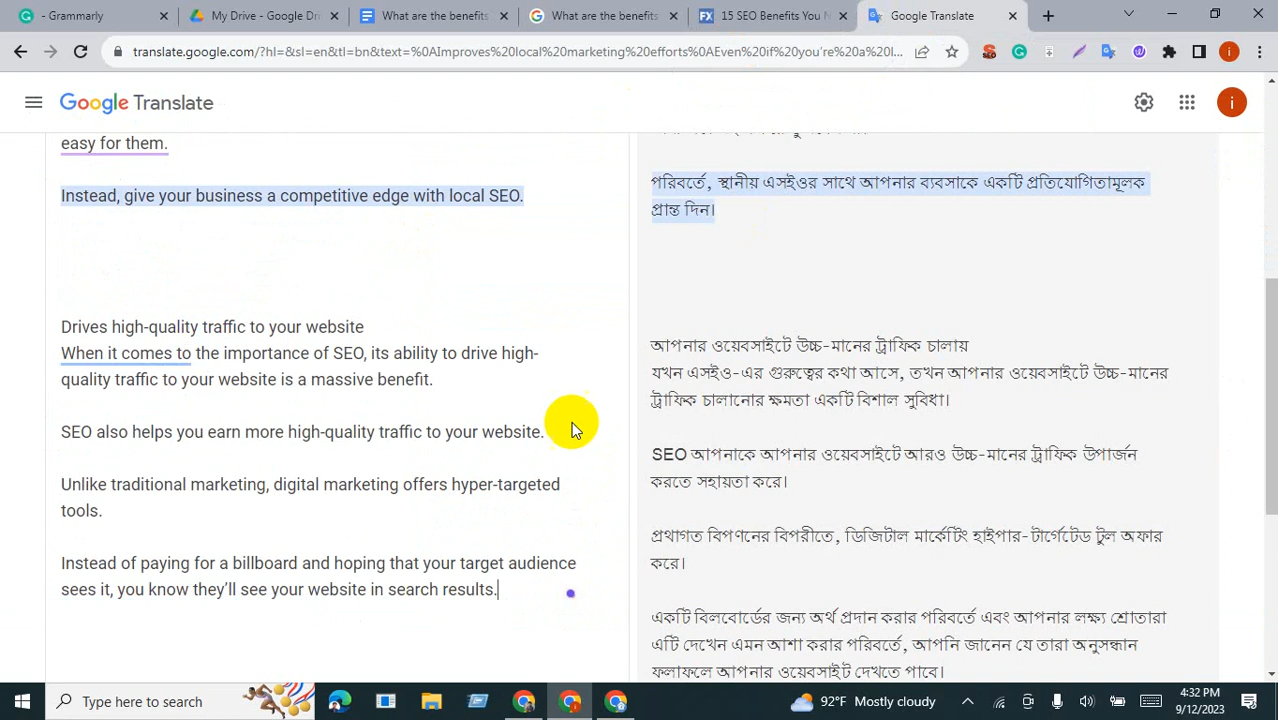 - Grammarly
My Drive - Google Dri
What are the benefits
What are the benefits
15 SEO Benefits You N
Google Translate
translate.google.com/?hl=&sl=en&tl=bn&text=%0AImproves%20local%20marketing%20efforts%0AEven%20if%20you're%20a%20l...
Google Translate
i
i
easy for them.
Instead, give your business a competitive edge with local SEO.
Drives high-quality traffic to your website
When it comes to the importance of SEO, its ability to drive high-
quality traffic to your website is a massive benefit.
SEO also helps you earn more high-quality traffic to your website.
Unlike traditional marketing, digital marketing offers hyper-targeted
tools.
Instead of paying for a billboard and hoping that your target audience
sees it, you know they'll see your website in search results.
পরিবর্তে, স্থানীয় এসইওর সাথে আপনার ব্যবসাকে একটি প্রতিযোগিতামূলক
প্রান্ত দিন।
আপনার ওয়েবসাইটে উচ্চ-মানের ট্রাফিক চালায়
যখন এসইও-এর গুরুত্বের কথা আসে, তখন আপনার ওয়েবসাইটে উচ্চ-মানের
ট্রাফিক চালানোর ক্ষমতা একটি বিশাল সুবিধা।
SEO আপনাকে আপনার ওয়েবসাইটে আরও উচ্চ-মানের ট্রাফিক উপার্জন
করতে সহায়তা করে।
প্রথাগত বিপণনের বিপরীতে, ডিজিটাল মার্কেটিং হাইপার-টার্গেটেড টুল অফার
করে।
একটি বিলবোর্ডের জন্য অর্থ প্রদান করার পরিবর্তে এবং আপনার লক্ষ্য শ্রোতারা
এটি দেখেন এমন আশা করার পরিবর্তে, আপনি জানেন যে তারা অনুসন্ধান
ফলাফলে আপনার ওয়েবসাইট দেখতে পাবে।
Type here to search
92°F Mostly cloudy
4:32 PM
9/12/2023